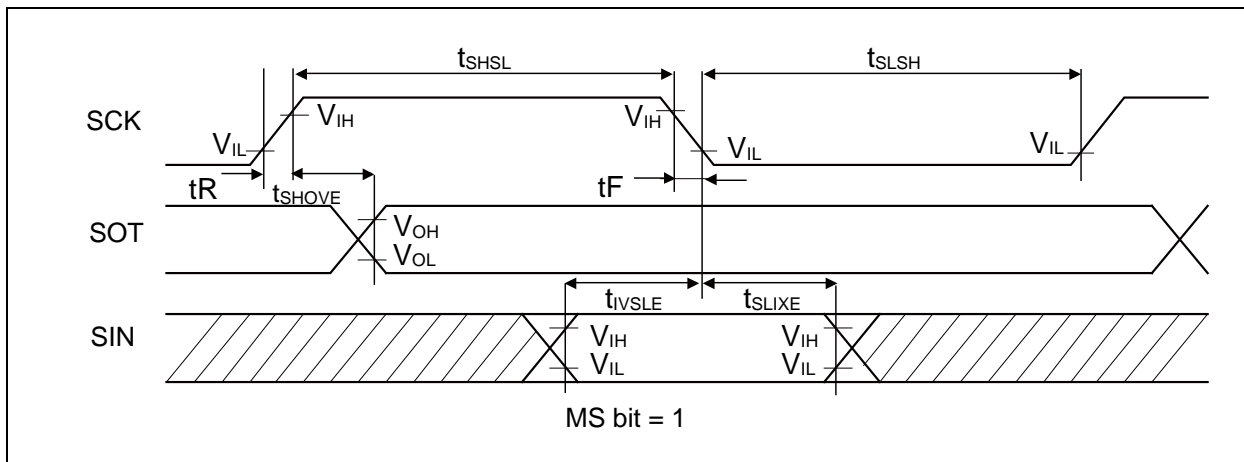 tSHSL
tSLSH
SCK
VIH
VIH
VIL
VIL
VIL
tR
tSHOVE
tF
SOT
VOH
VOL
tIVSLE
tSLIXE
SIN
VIH
VIH
VIL
VIL
MS bit = 1